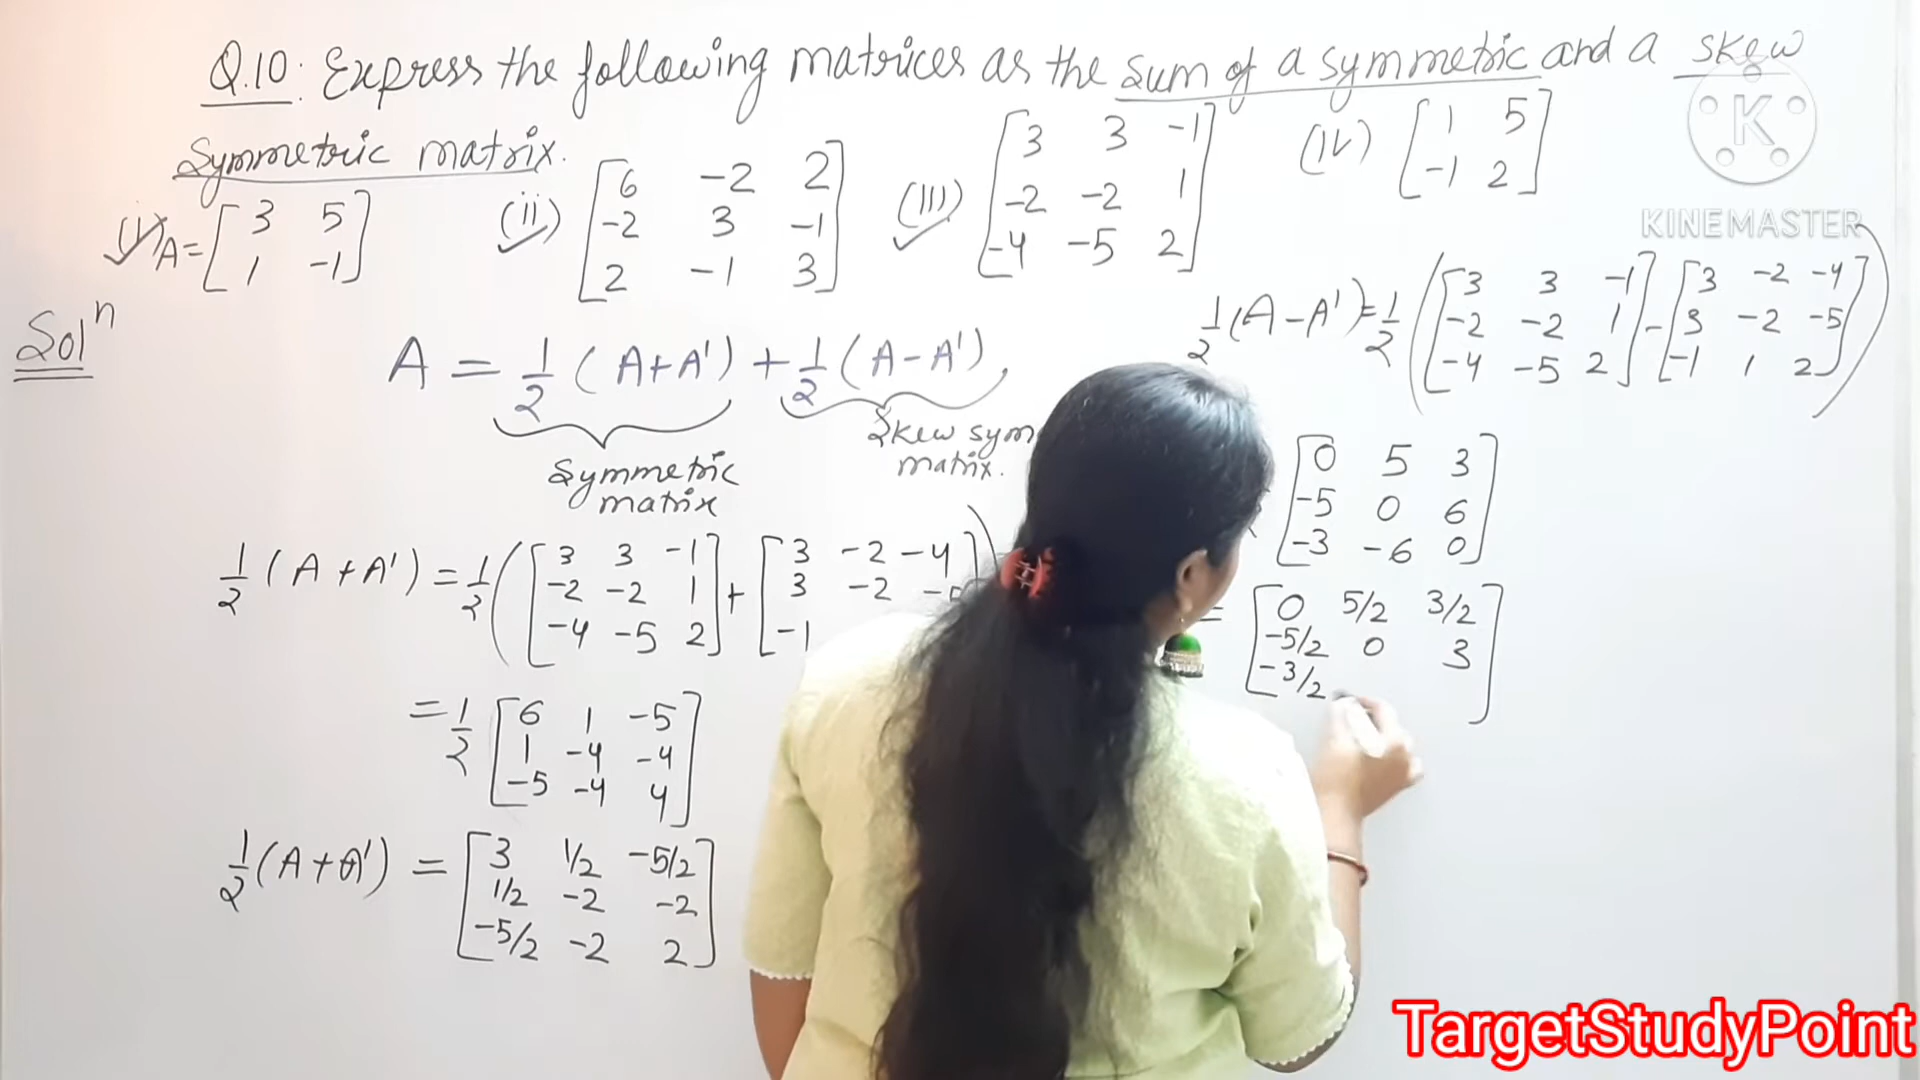 Q.10: Express the following matrices as the sum of a symmetric and a skew
symmetric matrix.
(i) A = [3 5
1 -1]
(ii) [6 -2 2
-2 3 -1
2 -1 3]
(iii) [3 3 -1
-2 -2 1
-4 -5 2]
(iv) [1 5
-1 2]
K
KINEMASTER
Solⁿ
A = 1/2 (A+A') + 1/2 (A-A'),
symmetric
matrix
skew sym
matrix.
1/2 (A+A') = 1/2 ([3 3 -1
-2 -2 1
-4 -5 2] + [3 -2 -4
3 -2 -5
-1
= 1/2 [6 1 -5
1 -4 -4
-5 -4 4]
1/2 (A+A') = [3 1/2 -5/2
1/2 -2 -2
-5/2 -2 2]
1/2 (A-A') = 1/2 ([3 3 -1
-2 -2 1
-4 -5 2] - [3 -2 -4
3 -2 -5
-1 1 2])
[0 5 3
-5 0 6
-3 -6 0]
= [0 5/2 3/2
-5/2 0 3
-3/2 ]
TargetStudyPoint